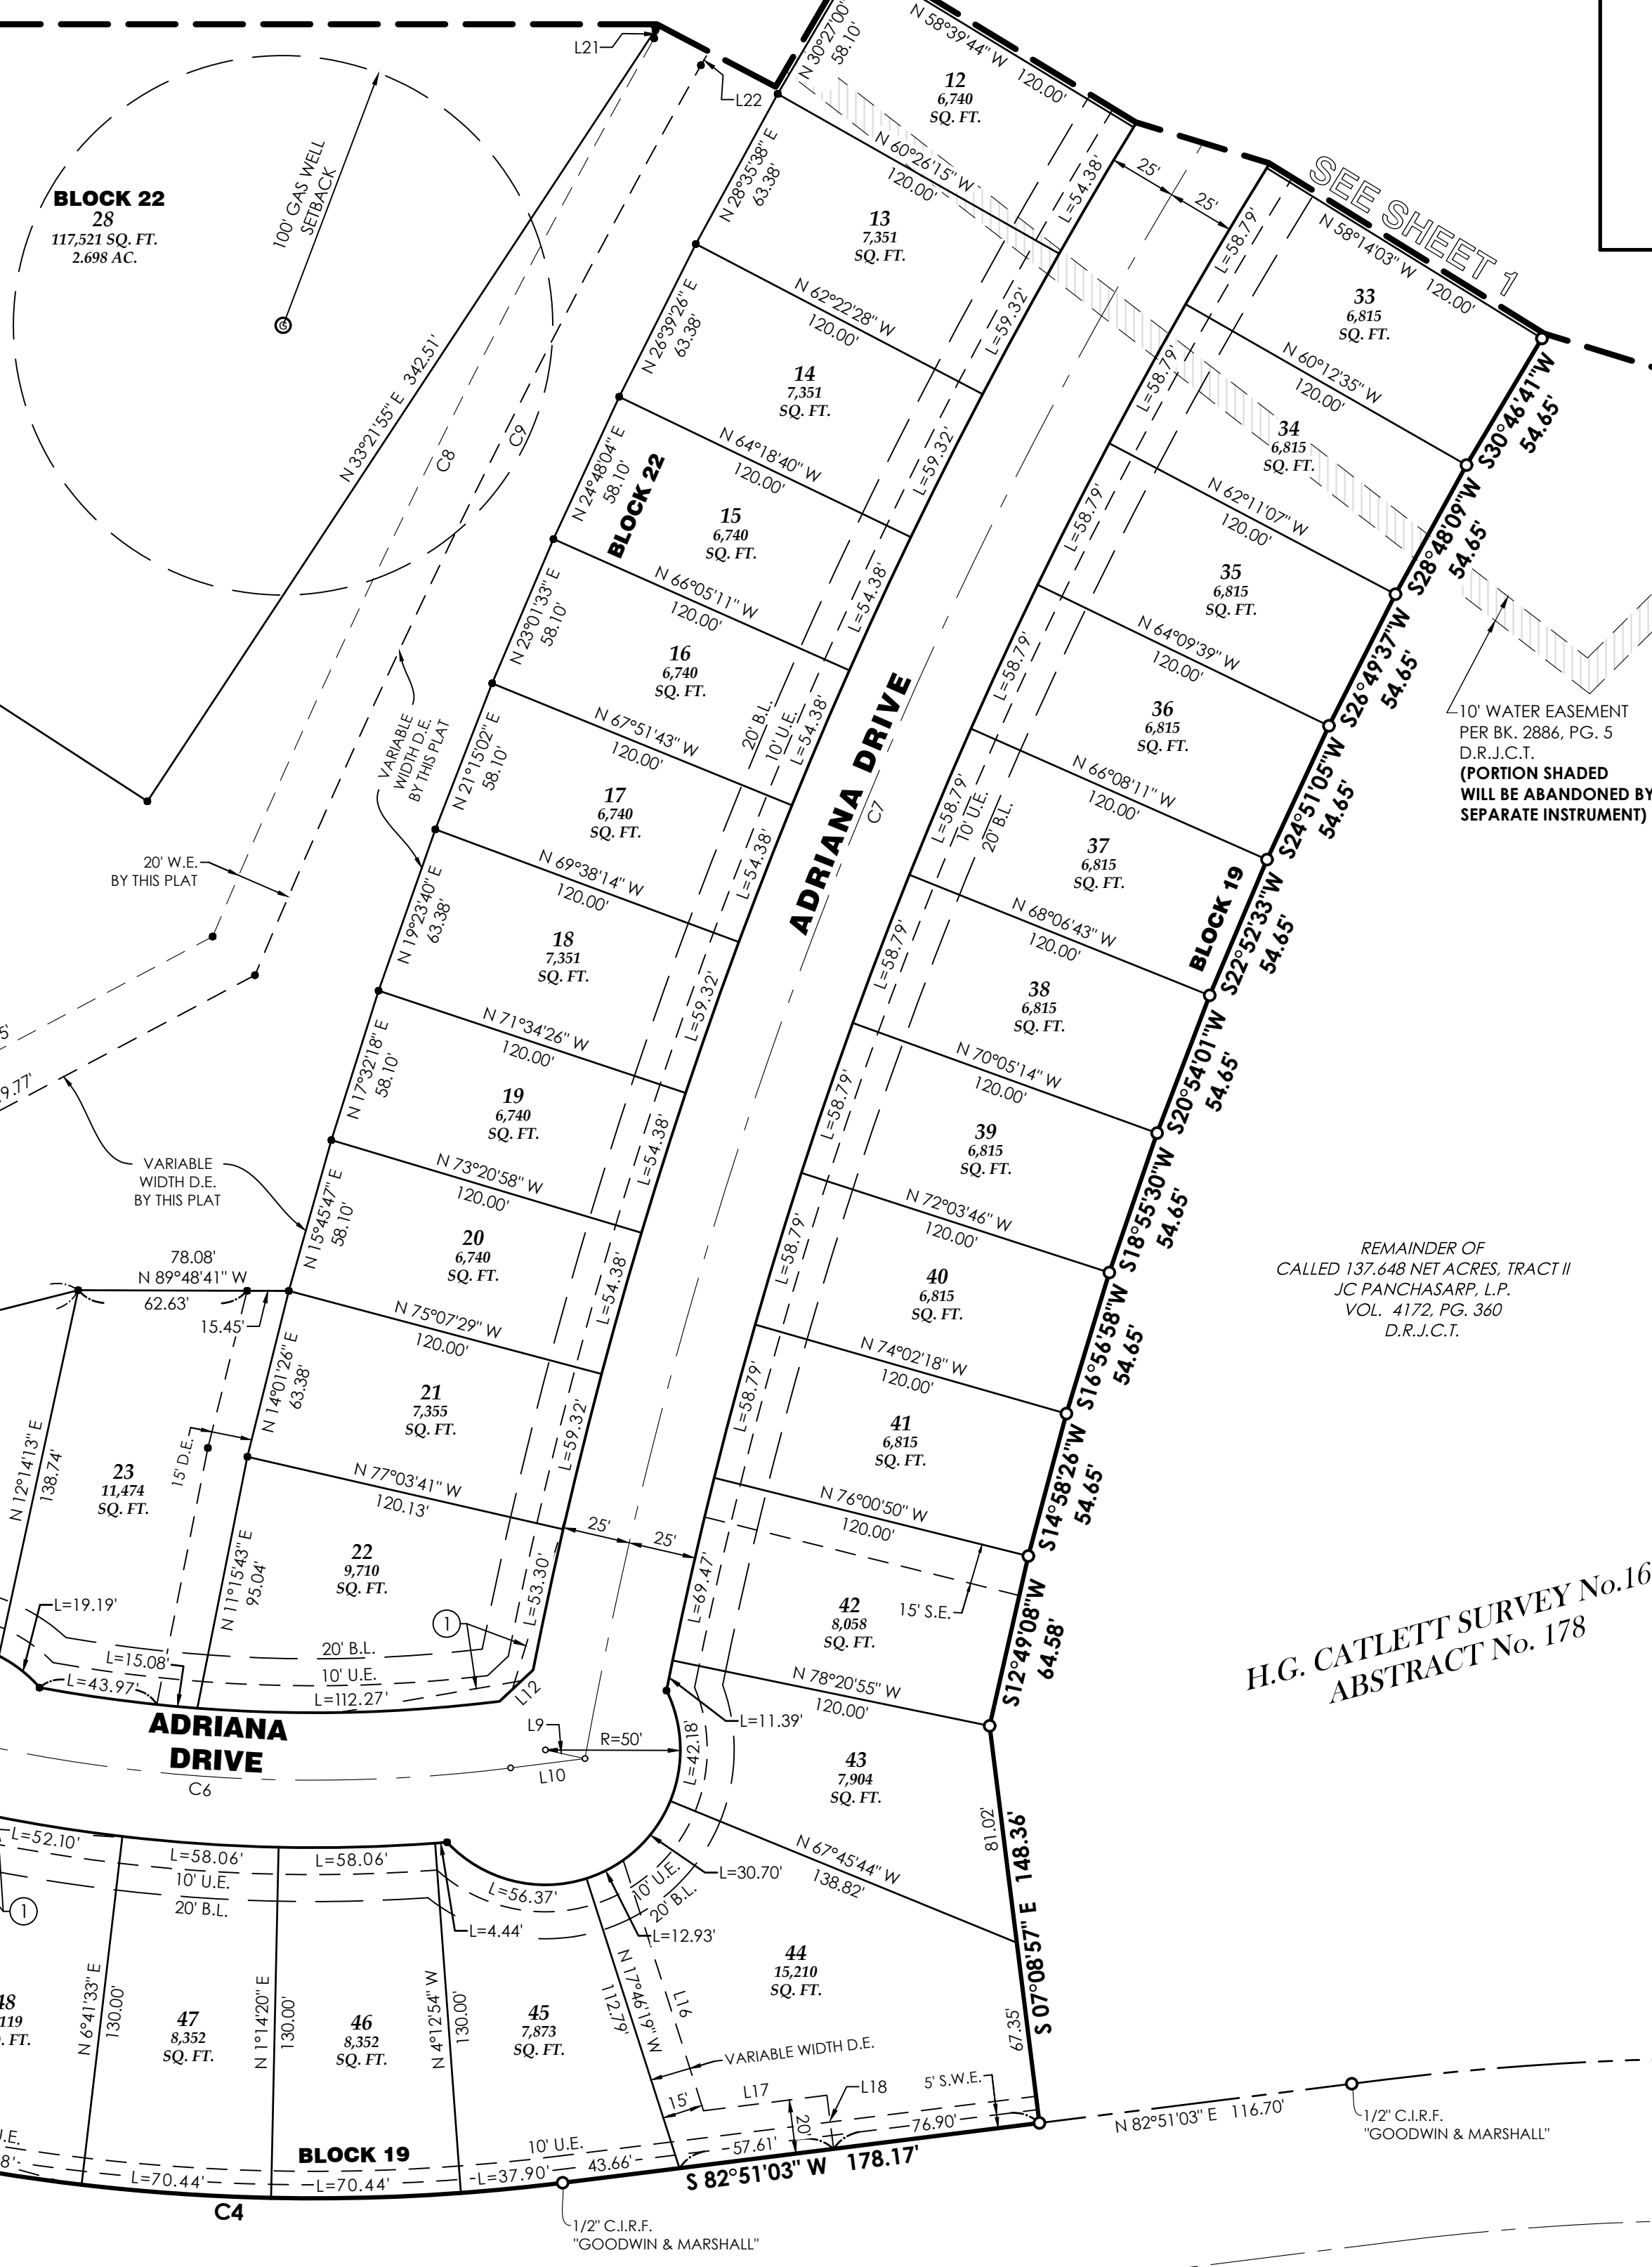 L21
L22
N 30°27'00"
58.10'
N 58°39'44" W 120.00'
12
6,740
SQ. FT.
N 60°26'15" W
120.00'
L=54.38'
25'
25'
SEE SHEET 1
N 58°14'03" W 120.00'
BLOCK 22
28
117,521 SQ. FT.
2.698 AC.
100' GAS WELL
SETBACK
N 33°21'55" E 342.51'
C8
C9
N 28°35'38" E
63.38'
13
7,351
SQ. FT.
L=59.32'
N 62°22'28" W
120.00'
N 26°39'26" E
63.38'
14
7,351
SQ. FT.
L=59.32'
N 64°18'40" W
120.00'
N 24°48'04" E
58.10'
BLOCK 22
15
6,740
SQ. FT.
L=54.38'
N 66°05'11" W
120.00'
N 23°01'33" E
58.10'
16
6,740
SQ. FT.
20' B.L.
10' U.E.
L=54.38'
N 67°51'43" W
120.00'
N 21°15'02" E
58.10'
17
6,740
SQ. FT.
L=54.38'
N 69°38'14" W
120.00'
N 19°23'40" E
63.38'
18
7,351
SQ. FT.
L=59.32'
N 71°34'26" W
120.00'
N 17°32'18" E
58.10'
19
6,740
SQ. FT.
L=54.38'
N 73°20'58" W
120.00'
N 15°45'47" E
58.10'
20
6,740
SQ. FT.
L=54.38'
N 75°07'29" W
120.00'
N 14°01'26" E
63.38'
21
7,355
SQ. FT.
L=59.32'
N 77°03'41" W
120.13'
N 11°15'43" E
95.04'
22
9,710
SQ. FT.
L=53.30'
1
20' B.L.
10' U.E.
L=112.27'
L12
VARIABLE
WIDTH D.E.
BY THIS PLAT
20' W.E.
BY THIS PLAT
5'
9.77'
VARIABLE
WIDTH D.E.
BY THIS PLAT
78.08'
N 89°48'41" W
62.63'
15.45'
N 12°14'13" E
138.74'
23
11,474
SQ. FT.
15' D.E.
L=19.19'
L=15.08'
L=43.97'
ADRIANA DRIVE
C7
25'
25'
L=58.79'
33
6,815
SQ. FT.
S30°46'41"W
54.65'
N 60°12'35" W
120.00'
L=58.79'
34
6,815
SQ. FT.
S28°48'09"W
54.65'
N 62°11'07" W
120.00'
L=58.79'
35
6,815
SQ. FT.
S26°49'37"W
54.65'
N 64°09'39" W
120.00'
L=58.79'
36
6,815
SQ. FT.
S24°51'05"W
54.65'
N 66°08'11" W
120.00'
L=58.79'
10' U.E.
20' B.L.
37
6,815
SQ. FT.
BLOCK 19
S22°52'33"W
54.65'
N 68°06'43" W
120.00'
L=58.79'
38
6,815
SQ. FT.
S20°54'01"W
54.65'
N 70°05'14" W
120.00'
L=58.79'
39
6,815
SQ. FT.
S18°55'30"W
54.65'
N 72°03'46" W
120.00'
L=58.79'
40
6,815
SQ. FT.
S16°56'58"W
54.65'
N 74°02'18" W
120.00'
L=58.79'
41
6,815
SQ. FT.
S14°58'26"W
54.65'
N 76°00'50" W
120.00'
L=69.47'
15' S.E.
42
8,058
SQ. FT.
S12°49'08"W
64.58'
N 78°20'55" W
120.00'
L=11.39'
L=42.18'
43
7,904
SQ. FT.
81.02'
S 07°08'57" E 148.36'
N 67°45'44" W
138.82'
L=30.70'
10' U.E.
20' B.L.
L=12.93'
44
15,210
SQ. FT.
67.35'
10' WATER EASEMENT
PER BK. 2886, PG. 5
D.R.J.C.T.
(PORTION SHADED
WILL BE ABANDONED BY
SEPARATE INSTRUMENT)
REMAINDER OF
CALLED 137.648 NET ACRES, TRACT II
JC PANCHASARP, L.P.
VOL. 4172, PG. 360
D.R.J.C.T.
H.G. CATLETT SURVEY No.16
ABSTRACT No. 178
ADRIANA
DRIVE
C6
L9
L10
R=50'
L=52.10'
L=58.06'
L=58.06'
10' U.E.
20' B.L.
1
L=4.44'
L=56.37'
48
119
. FT.
N 6°41'33" E
130.00'
47
8,352
SQ. FT.
N 1°14'20" E
130.00'
46
8,352
SQ. FT.
N 4°12'54" W
130.00'
45
7,873
SQ. FT.
N 17°46'19" W
112.79'
L16
VARIABLE WIDTH D.E.
15'
L17
20'
L18
5' S.W.E.
76.90'
57.61'
43.66'
10' U.E.
BLOCK 19
.E.
8'
L=70.44'
L=70.44'
L=37.90'
C4
S 82°51'03" W 178.17'
N 82°51'03" E 116.70'
1/2" C.I.R.F.
"GOODWIN & MARSHALL"
1/2" C.I.R.F.
"GOODWIN & MARSHALL"